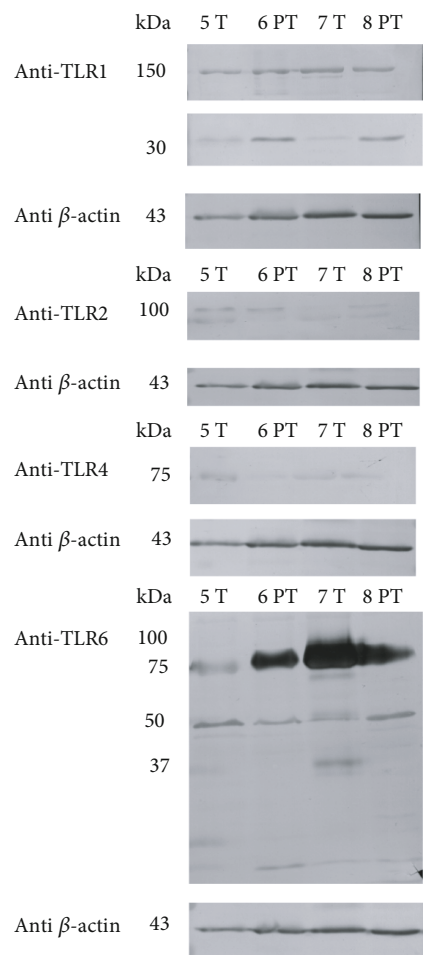 kDa 5 T 6 PT 7 T 8 PT
Anti-TLR1 150
30
Anti β-actin 43
kDa 5 T 6 PT 7 T 8 PT
Anti-TLR2 100
Anti β-actin 43
kDa 5 T 6 PT 7 T 8 PT
Anti-TLR4 75
Anti β-actin 43
kDa 5 T 6 PT 7 T 8 PT
Anti-TLR6 100
75
50
37
Anti β-actin 43